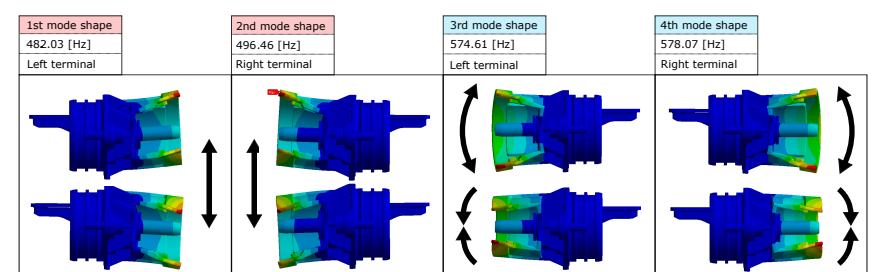 1st mode shape
482.03 [Hz]
Left terminal
2nd mode shape
496.46 [Hz]
Right terminal
3rd mode shape
574.61 [Hz]
Left terminal
4th mode shape
578.07 [Hz]
Right terminal